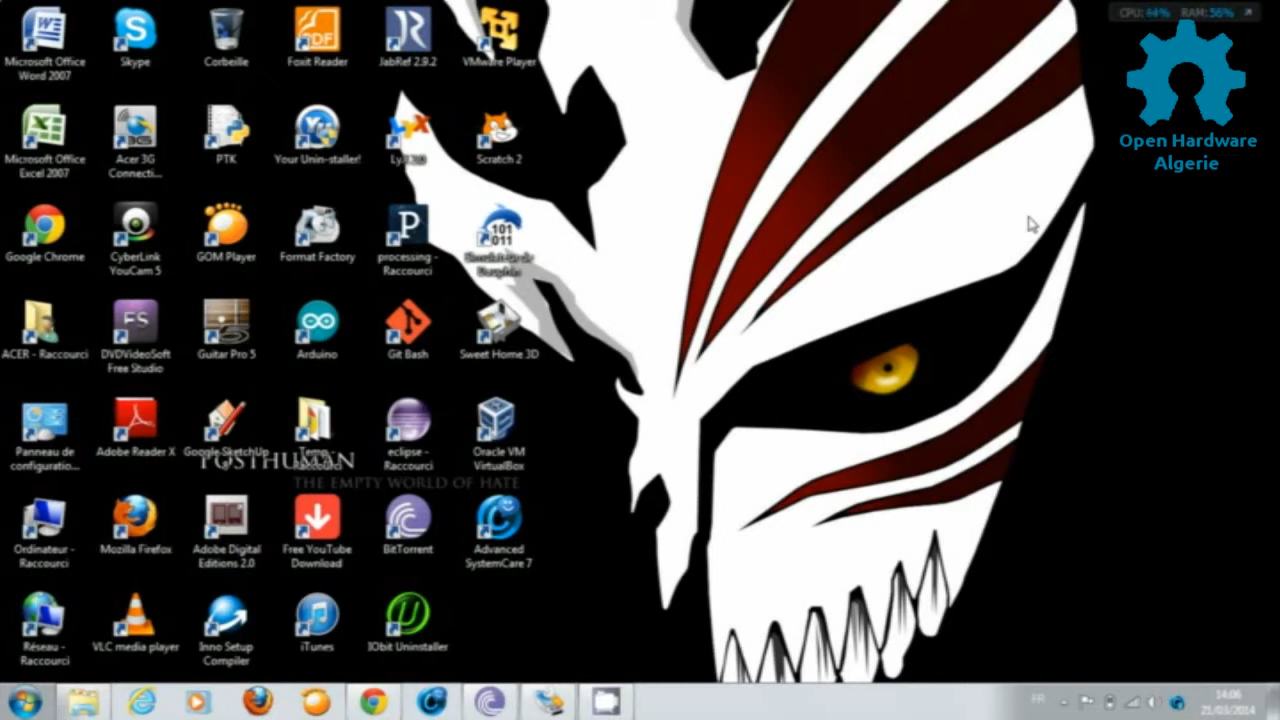 CPU: RAM: 56%
Open Hardware
Algerie
Microsoft Office
Word 2007
Skype
Corbeille
Foxit Reader
JabRef 2.9.2
VMware Player
Microsoft Office
Excel 2007
Acer 3G
Connecti...
PTK
Your Unin-staller!
Scratch 2
Google Chrome
CyberLink
YouCam 5
GOM Player
Format Factory
processing -
Raccourci
101
011
ACER - Raccourci
DVDVideoSoft
Free Studio
Guitar Pro 5
Arduino
Git Bash
Sweet Home 3D
Panneau de
configuratio...
Adobe Reader X
Google SketchUp
Raccourci
eclipse -
Raccourci
Oracle VM
VirtualBox
POSTHUMAN
THE EMPTY WORLD OF HATE
Ordinateur -
Raccourci
Mozilla Firefox
Adobe Digital
Editions 2.0
Free YouTube
Download
BitTorrent
Advanced
SystemCare 7
Réseau -
Raccourci
VLC media player
Inno Setup
Compiler
iTunes
IObit Uninstaller
FR
14:06
21/03/2014